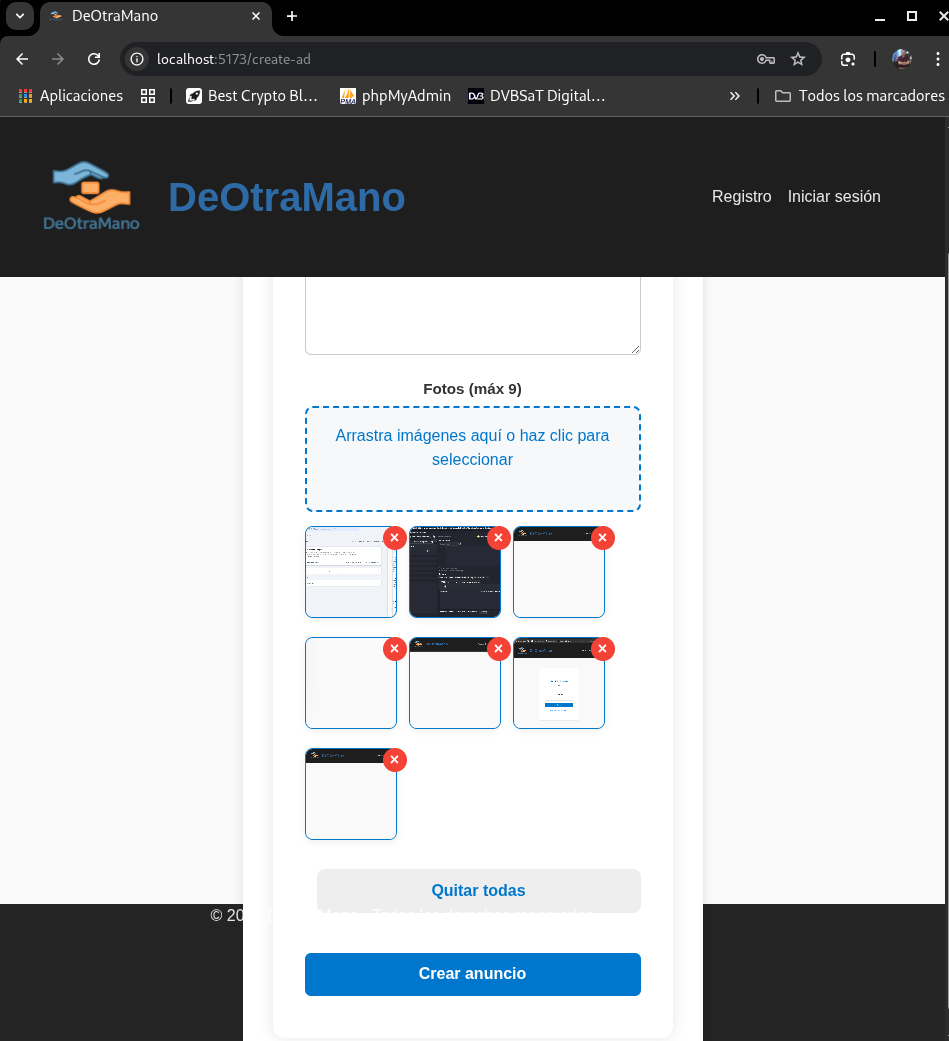 DeOtraMano
localhost:5173/create-ad
Aplicaciones
Best Crypto Bl...
phpMyAdmin
DVBSaT Digital...
Todos los marcadores
DeOtraMano
DeOtraMano
Registro
Iniciar sesión
Fotos (máx 9)
Arrastra imágenes aquí o haz clic para
seleccionar
Quitar todas
© 20
Crear anuncio